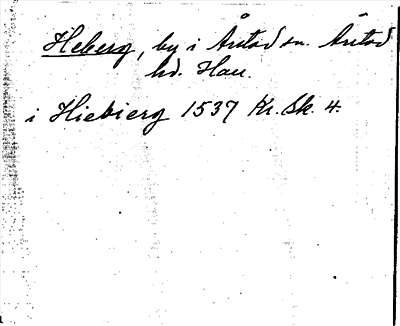 Heberg, by i Årstad sn. Årstad
hd. Hall.
i Hiebierg 1537 Kr. Sk. 4.